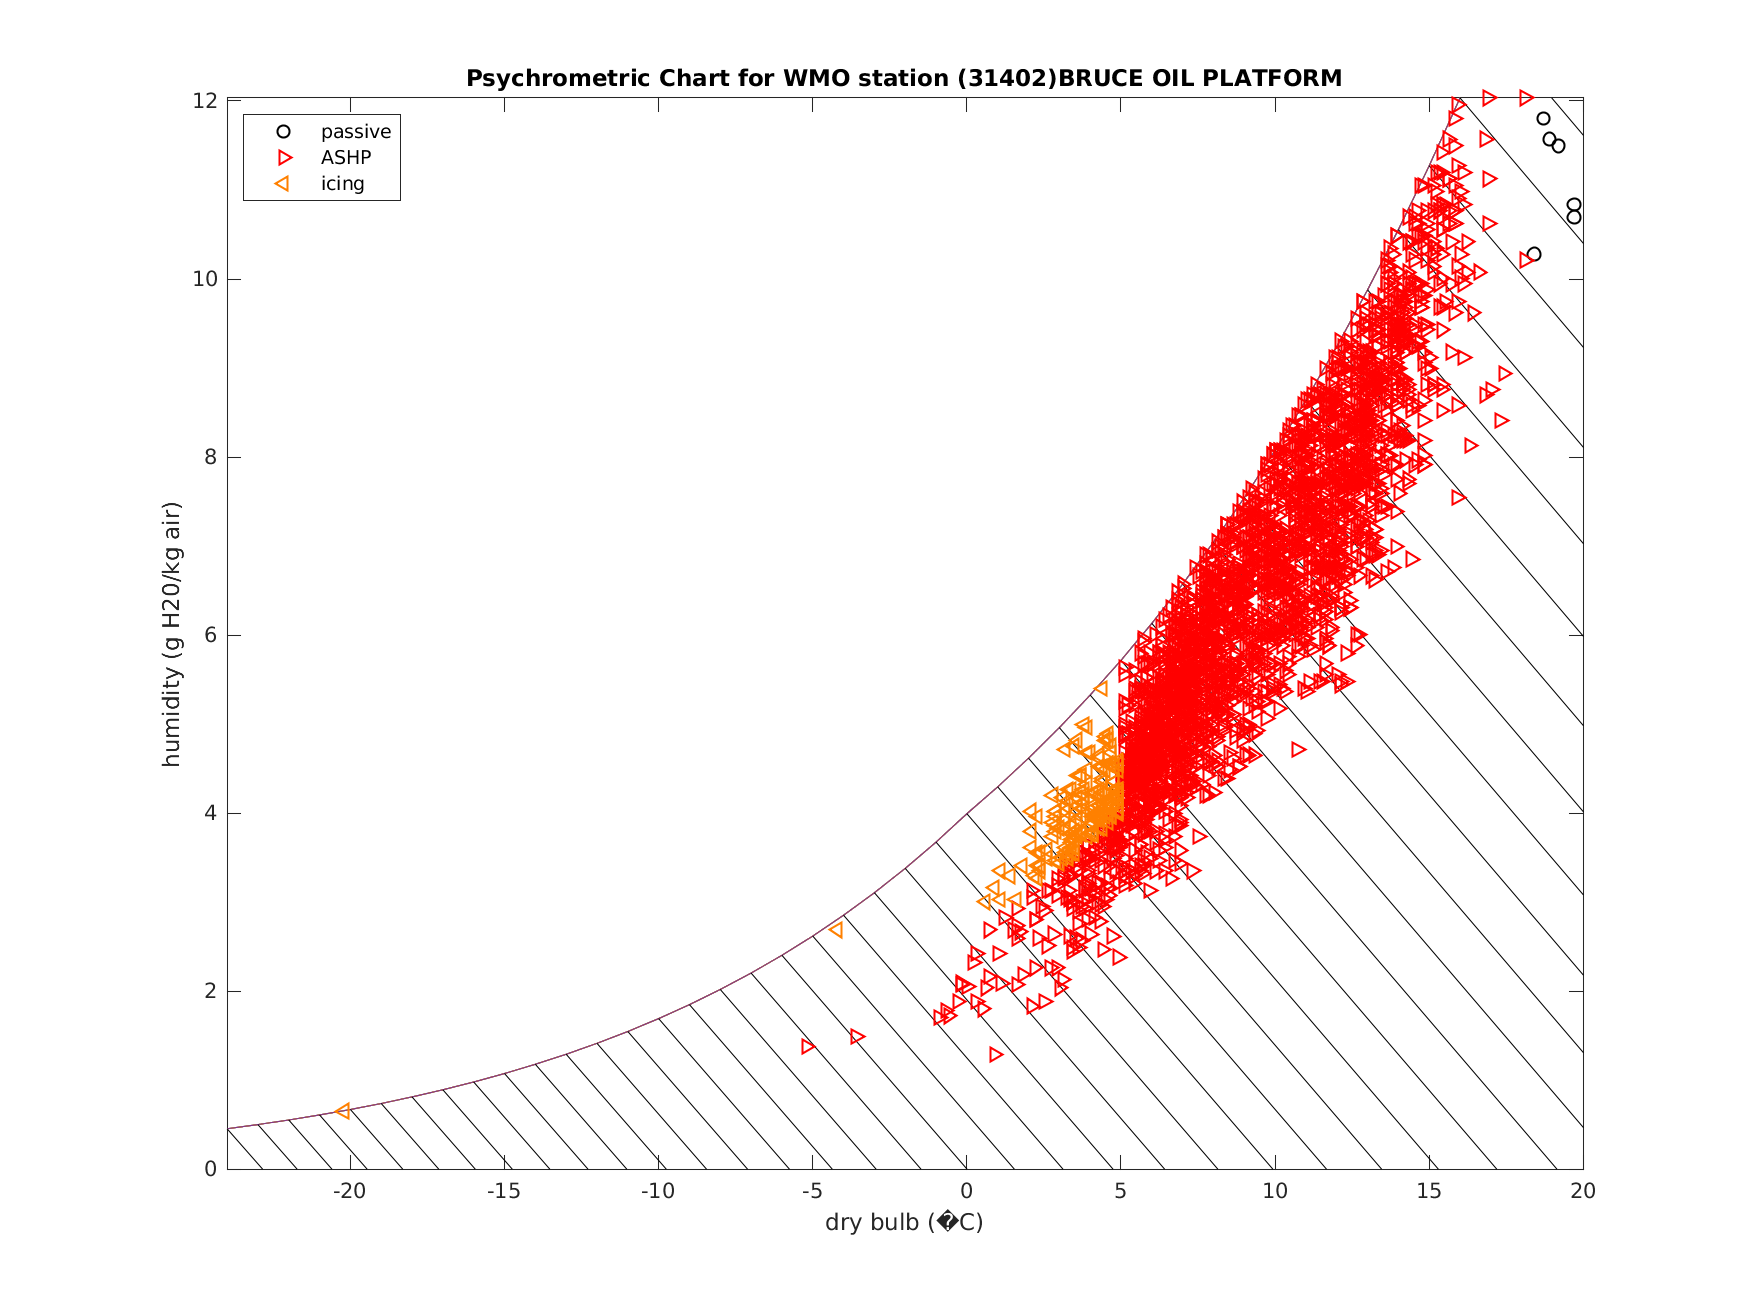 Psychrometric Chart for WMO station (31402)BRUCE OIL PLATFORM
passive
ASHP
icing
humidity (g H20/kg air)
12
10
8
6
4
2
0
-20 -15 -10 -5 0 5 10 15 20
dry bulb (�C)